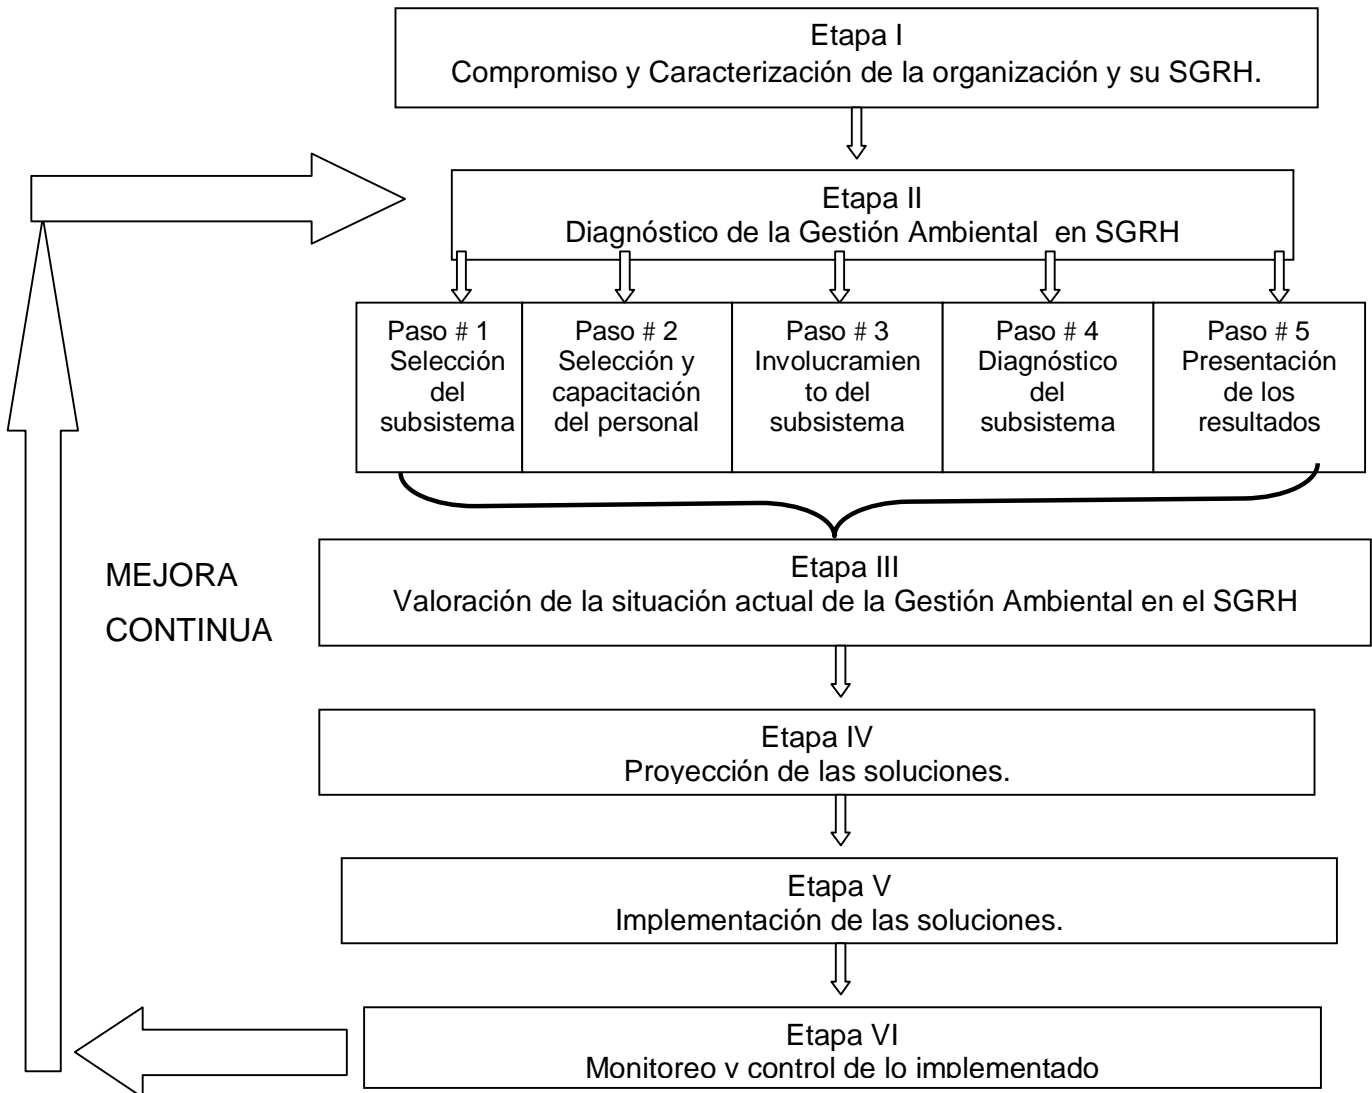 Etapa I
Compromiso y Caracterización de la organización y su SGRH.
Etapa II
Diagnóstico de la Gestión Ambiental en SGRH
Paso # 1
Selección
del
subsistema
Paso # 2
Selección y
capacitación
del personal
Paso # 3
Involucramien
to del
subsistema
Paso # 4
Diagnóstico
del
subsistema
Paso # 5
Presentación
de los
resultados
MEJORA
CONTINUA
Etapa III
Valoración de la situación actual de la Gestión Ambiental en el SGRH
Etapa IV
Proyección de las soluciones.
Etapa V
Implementación de las soluciones.
Etapa VI
Monitoreo y control de lo implementado